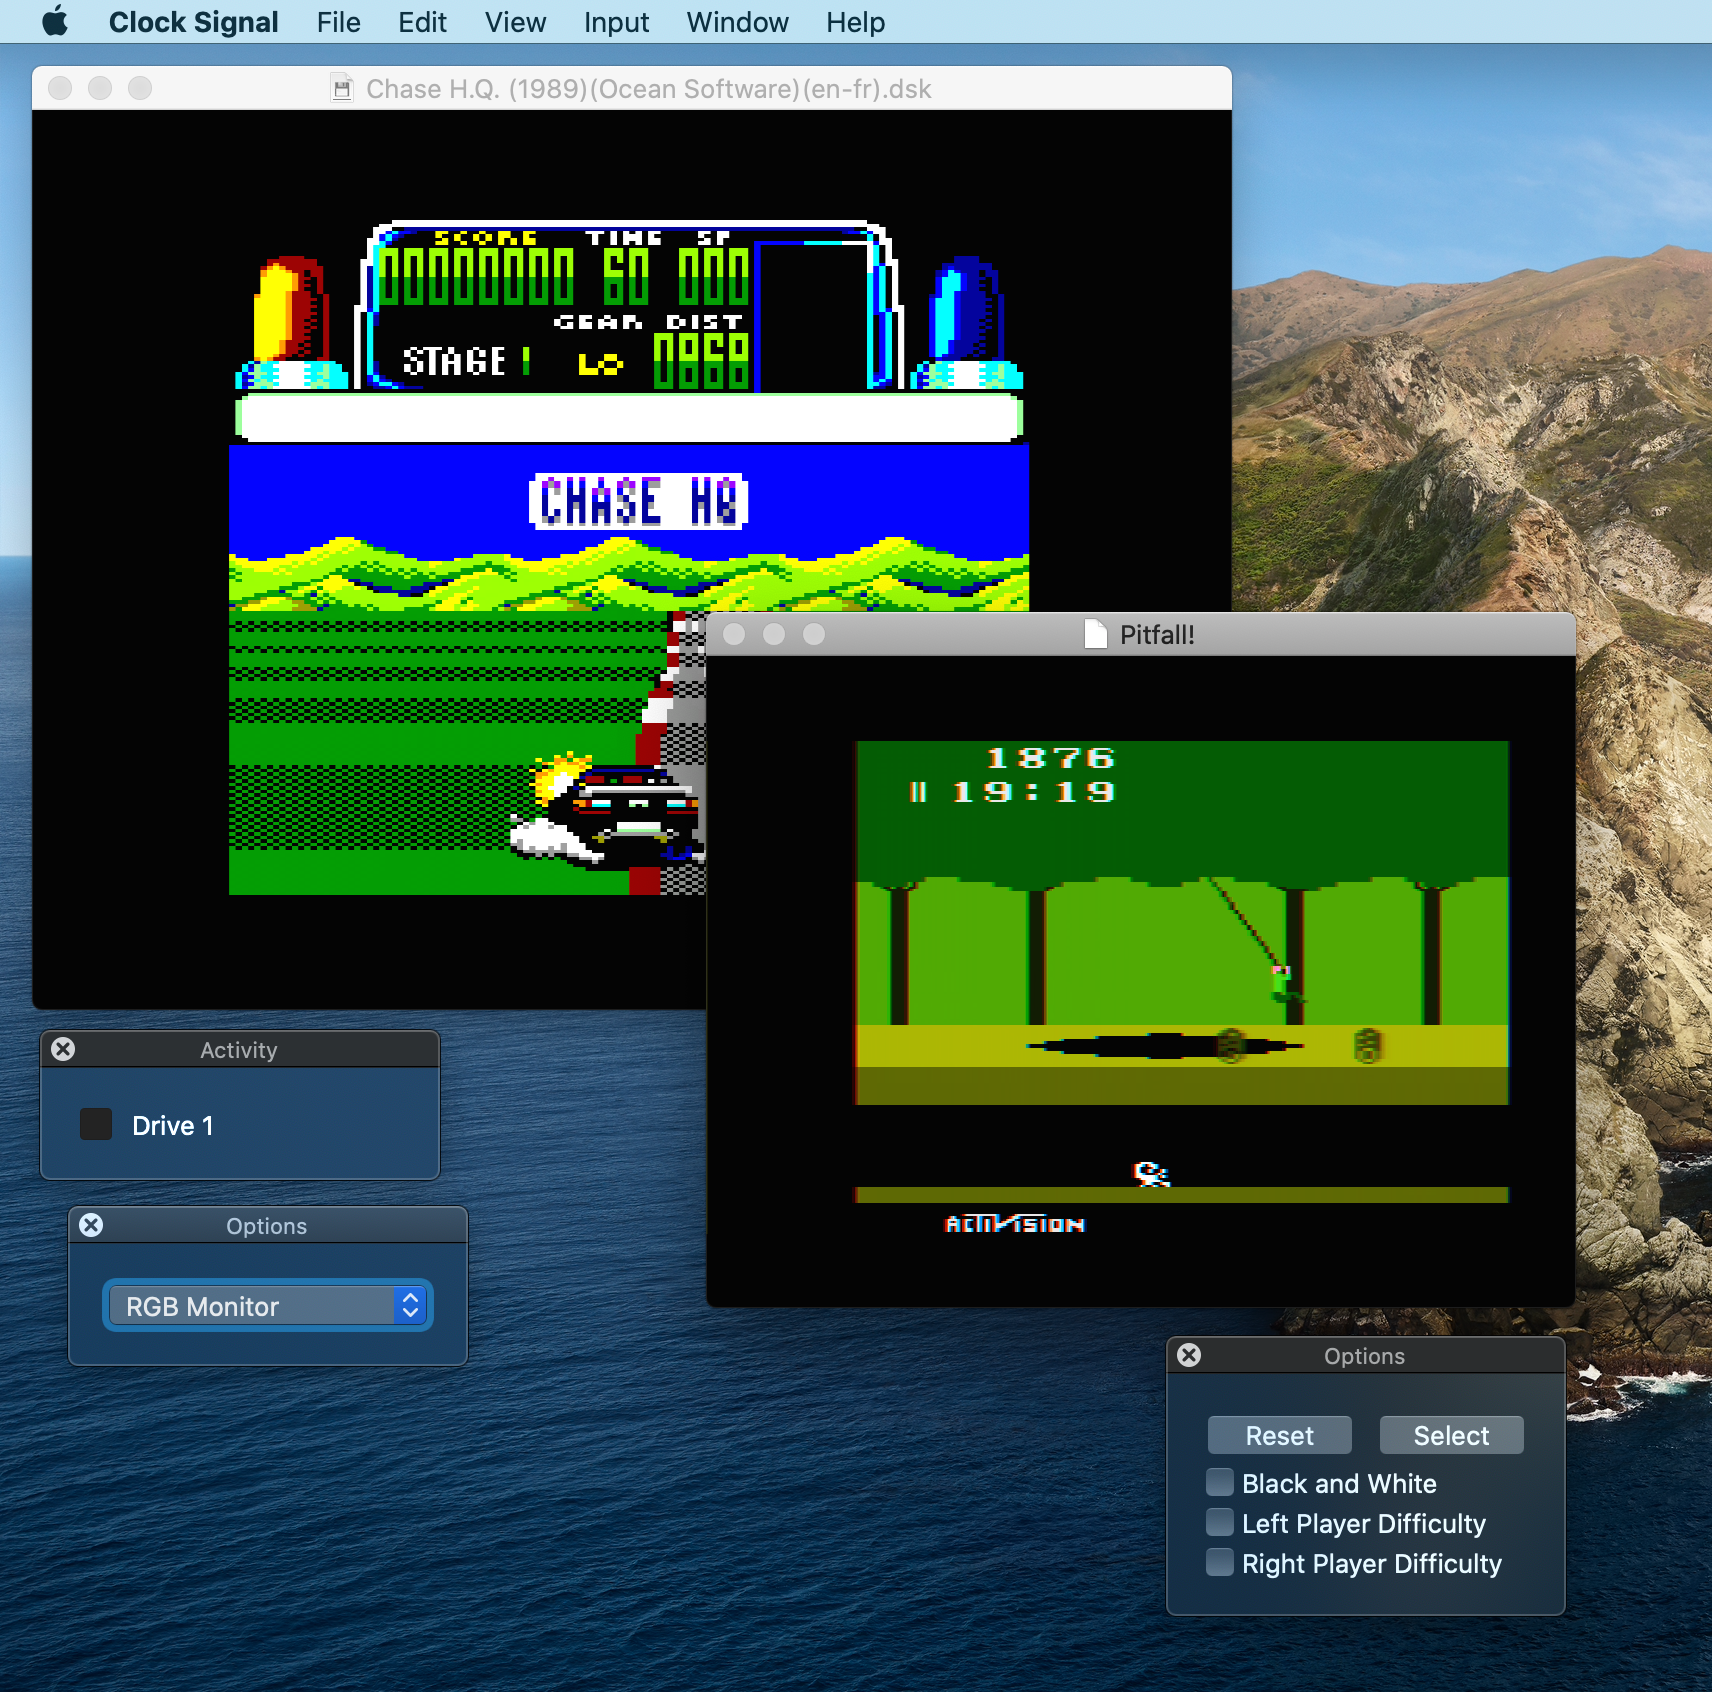 Clock Signal File Edit View Input Window Help
Chase H.Q. (1989)(Ocean Software)(en-fr).dsk
SCORE TIME SP
00000000 60 000
GEAR DIST
STAGE 1 LO 0868
CHASE HQ
Pitfall!
1876
|| 19:19
ACTIVISION
Activity
Drive 1
Options
RGB Monitor
Options
Reset Select
Black and White
Left Player Difficulty
Right Player Difficulty